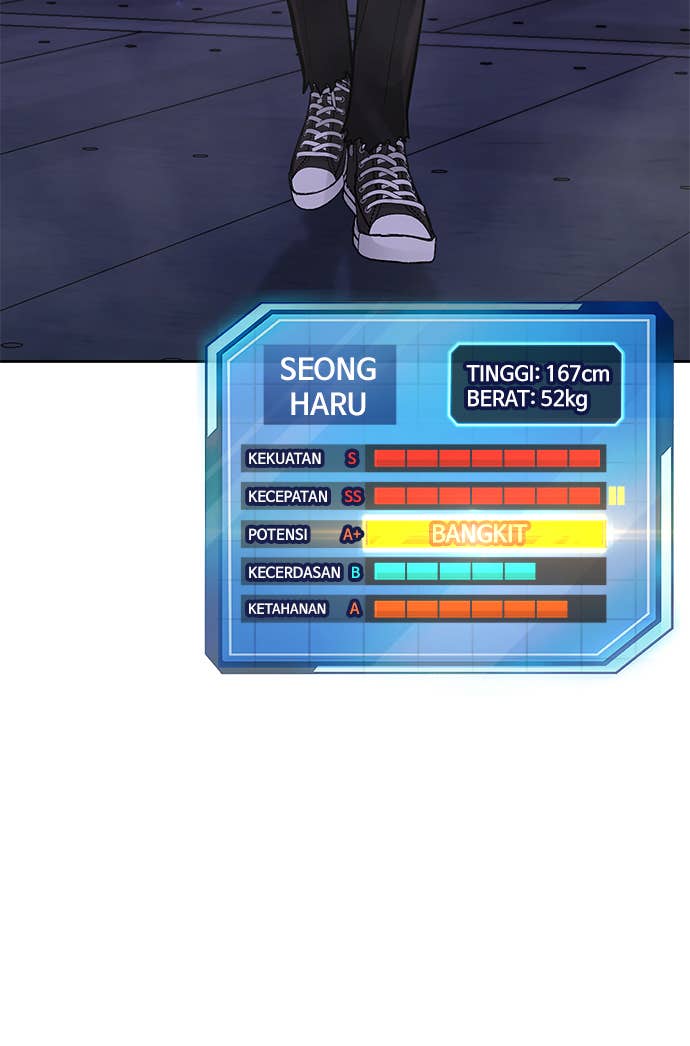 SEONG
HARU
TINGGI: 167cm
BERAT: 52kg
KEKUATAN S
KECEPATAN SS
POTENSI A+ BANGKIT
KECERDASAN B
KETAHANAN A